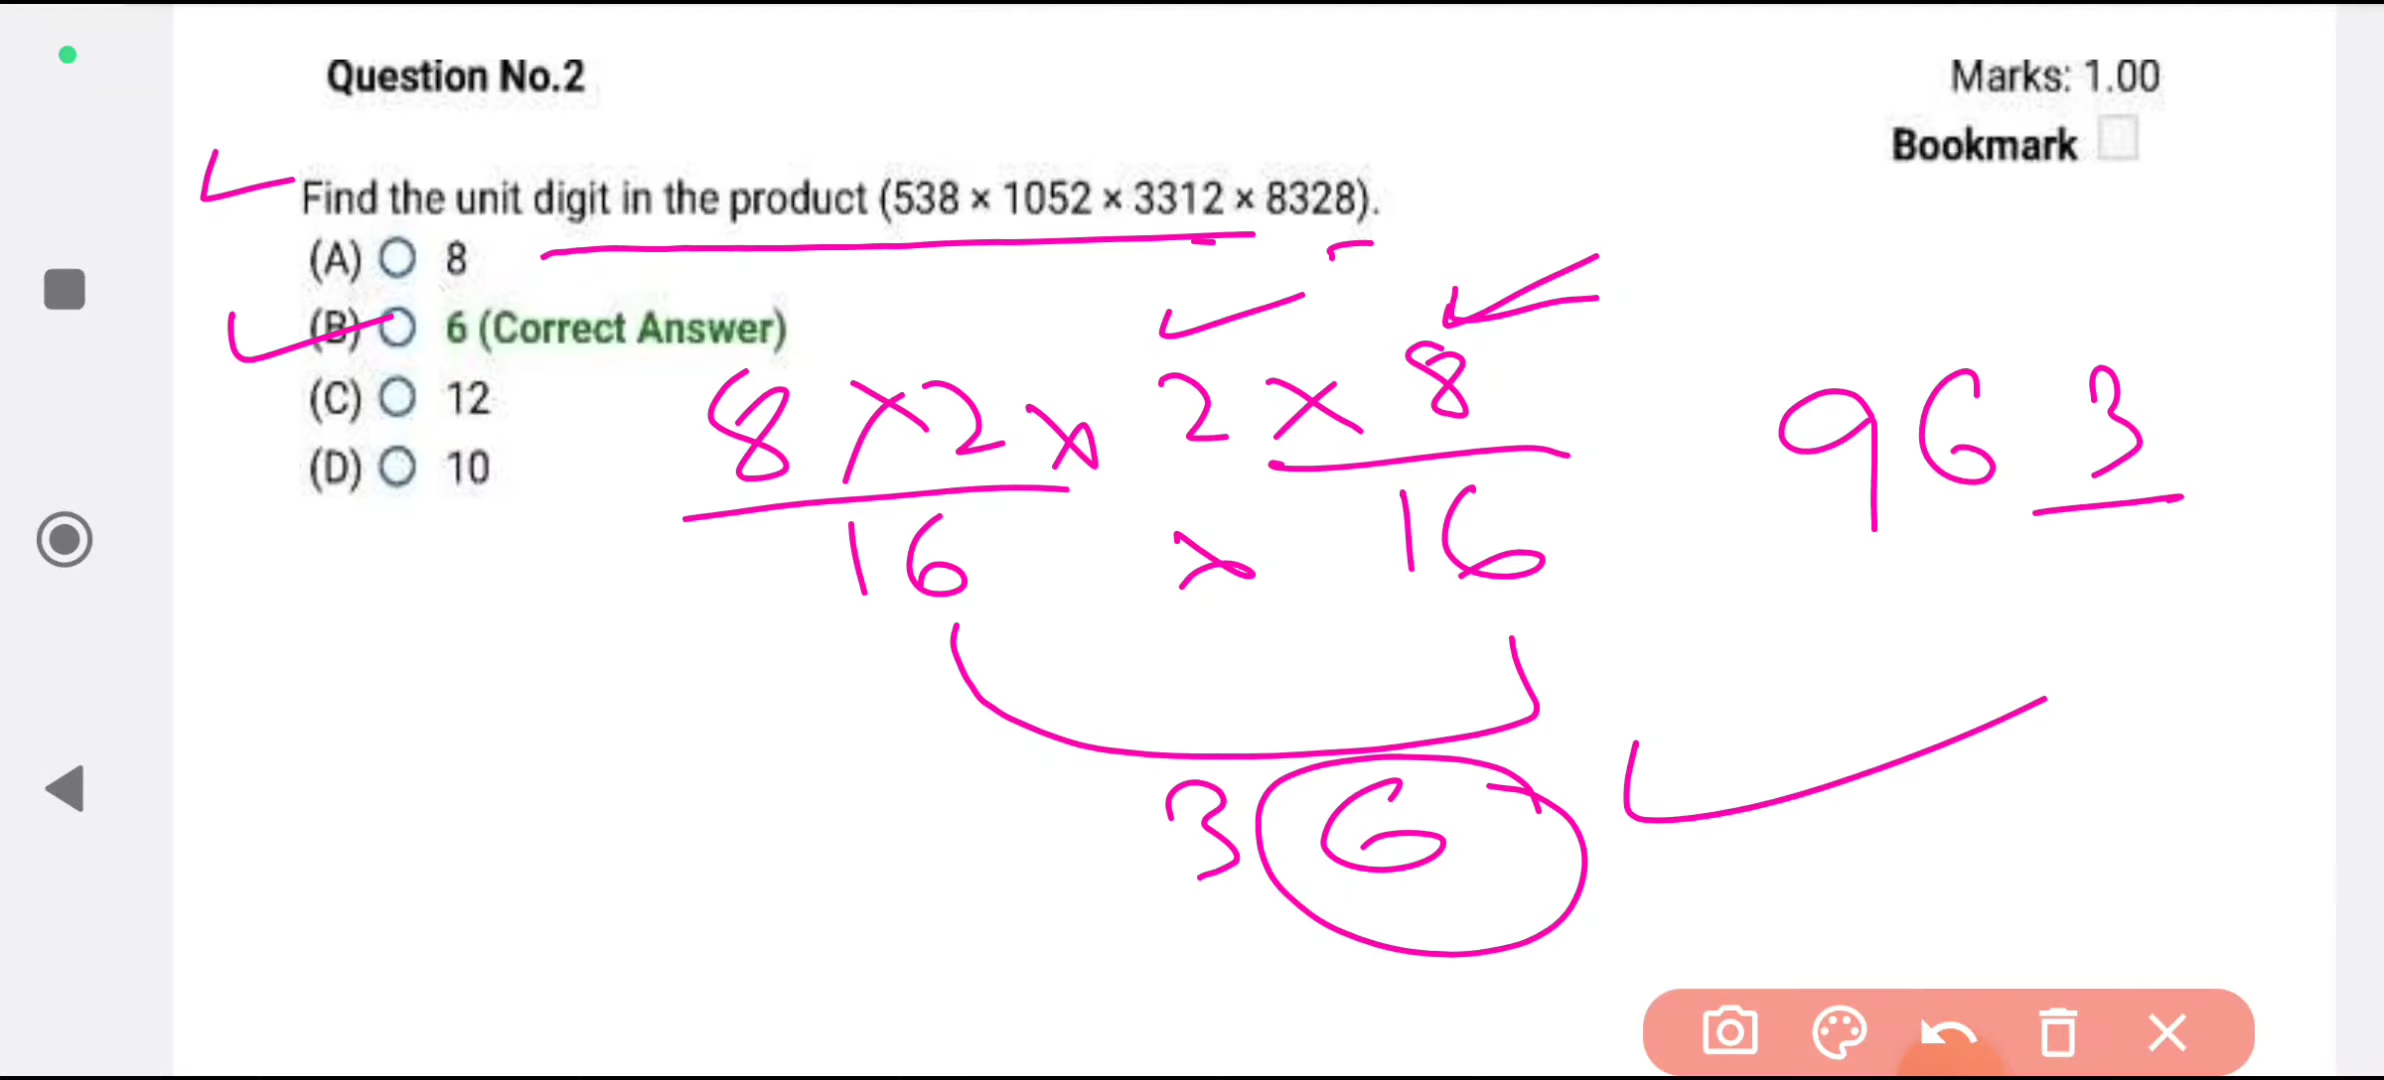 Question No.2
Marks: 1.00
Bookmark
Find the unit digit in the product (538 × 1052 × 3312 × 8328).
(A) 8
(B) 6 (Correct Answer)
(C) 12
(D) 10
8 × 2 × 2 × 8
963
16 × 16
36